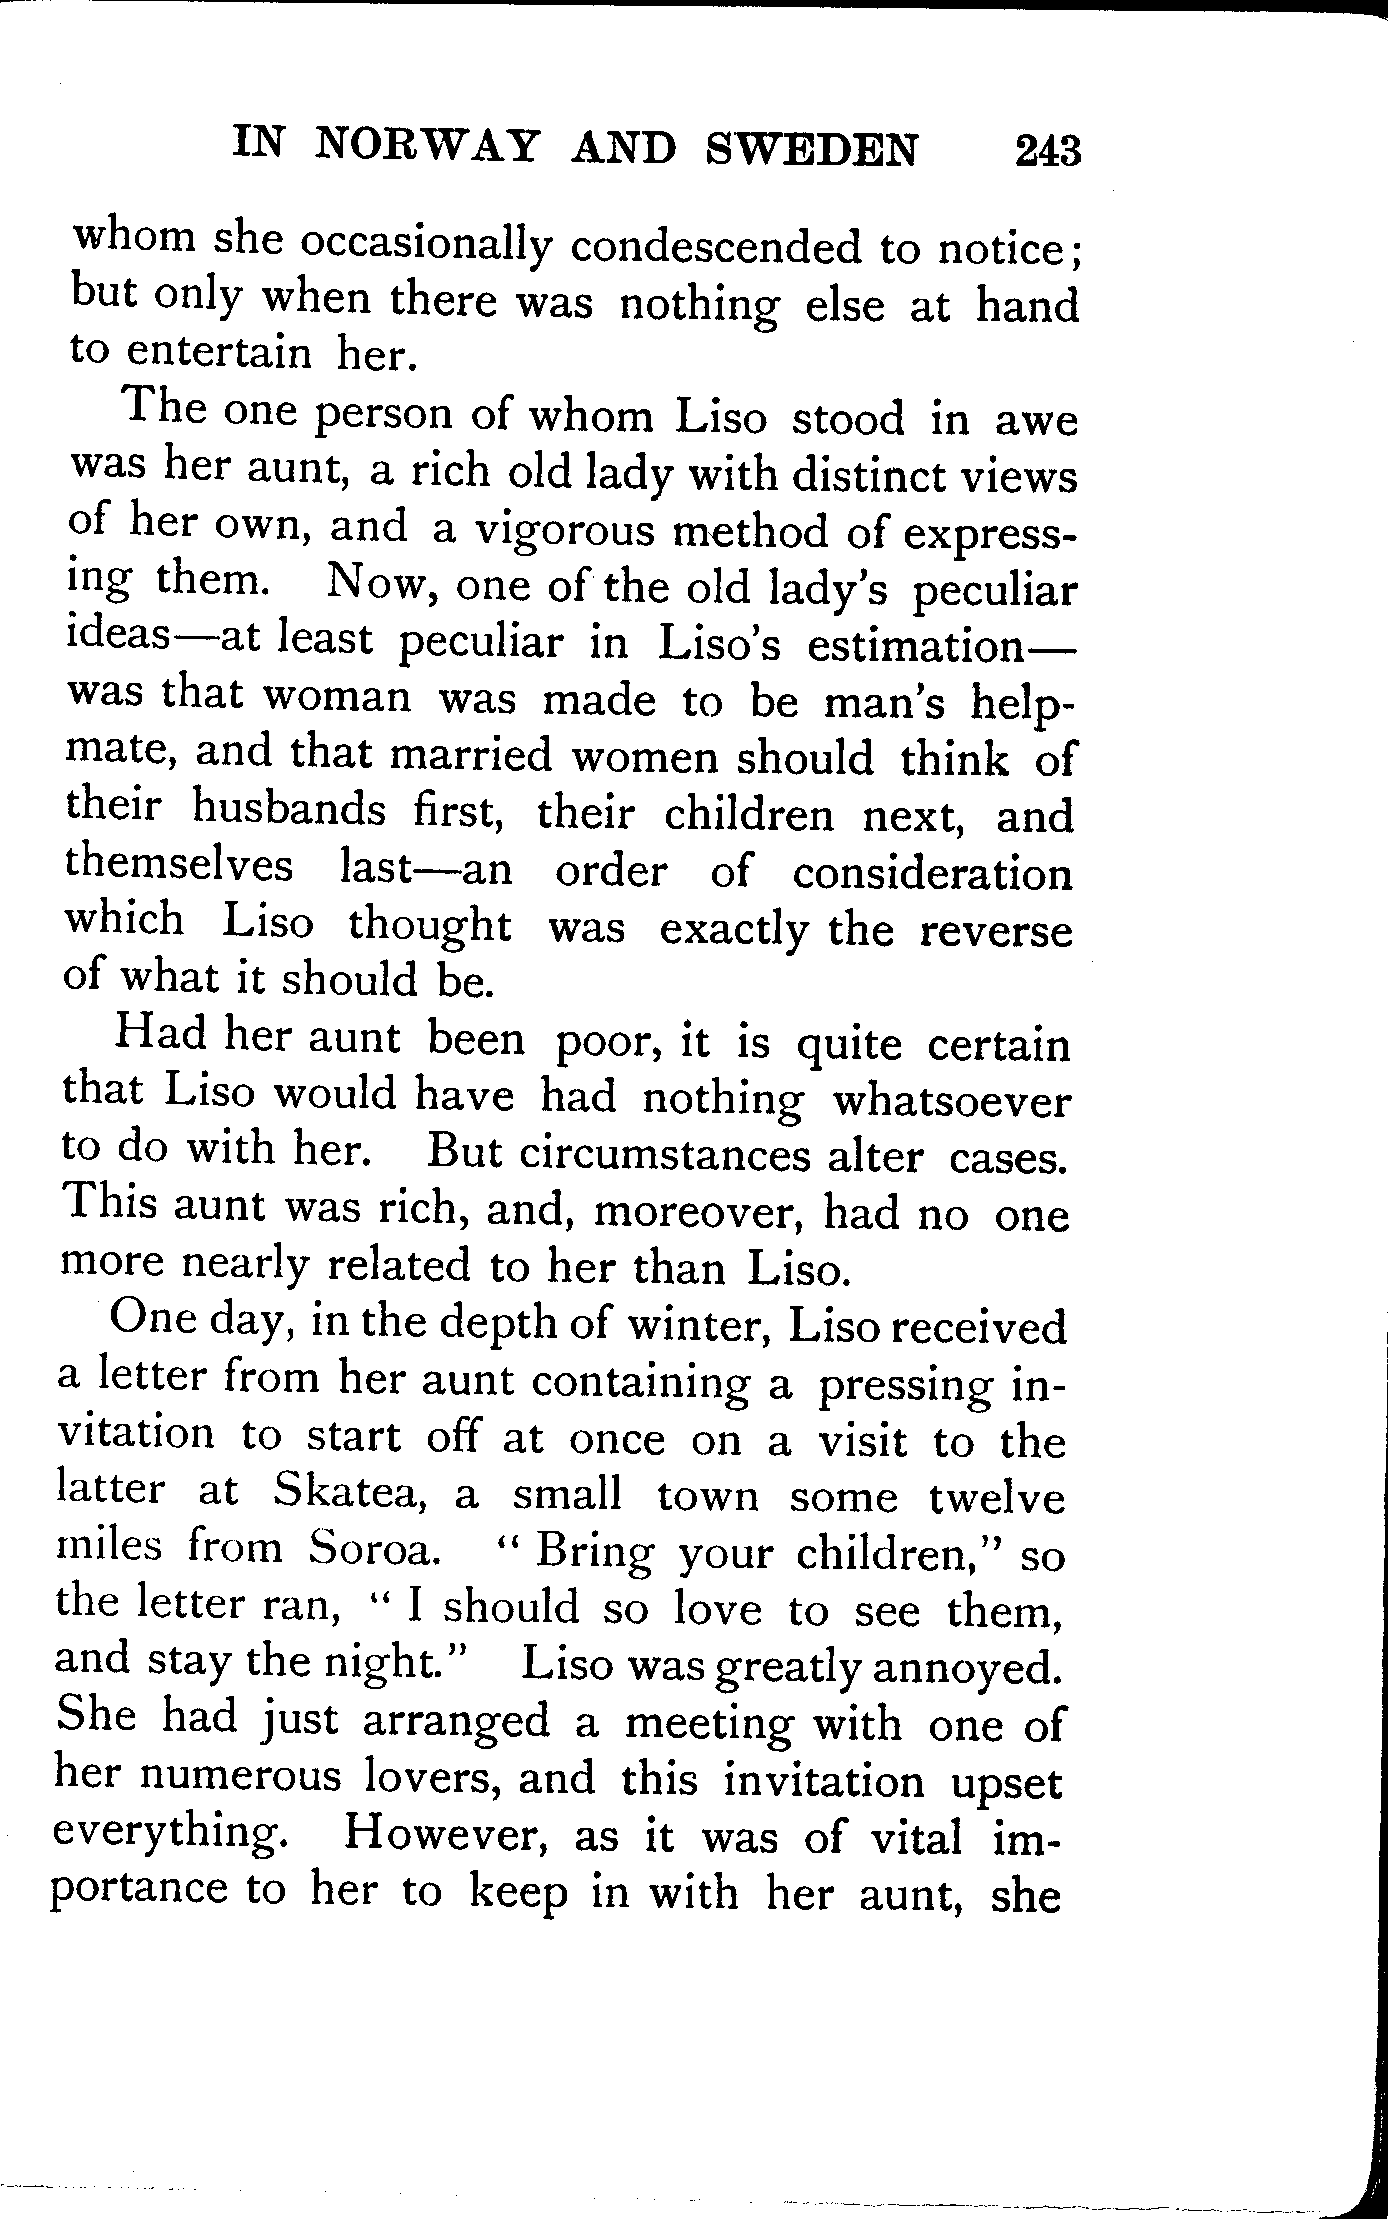 IN NORWAY AND SWEDEN 243
whom she occasionally condescended to notice;
but only when there was nothing else at hand
to entertain her.
The one person of whom Liso stood in awe
was her aunt, a rich old lady with distinct views
of her own, and a vigorous method of express-
ing them. Now, one of the old lady's peculiar
ideas—at least peculiar in Liso's estimation—
was that woman was made to be man's help-
mate, and that married women should think of
their husbands first, their children next, and
themselves last—an order of consideration
which Liso thought was exactly the reverse
of what it should be.
Had her aunt been poor, it is quite certain
that Liso would have had nothing whatsoever
to do with her. But circumstances alter cases.
This aunt was rich, and, moreover, had no one
more nearly related to her than Liso.
One day, in the depth of winter, Liso received
a letter from her aunt containing a pressing in-
vitation to start off at once on a visit to the
latter at Skatea, a small town some twelve
miles from Soroa. “ Bring your children,” so
the letter ran, “ I should so love to see them,
and stay the night.” Liso was greatly annoyed.
She had just arranged a meeting with one of
her numerous lovers, and this invitation upset
everything. However, as it was of vital im-
portance to her to keep in with her aunt, she